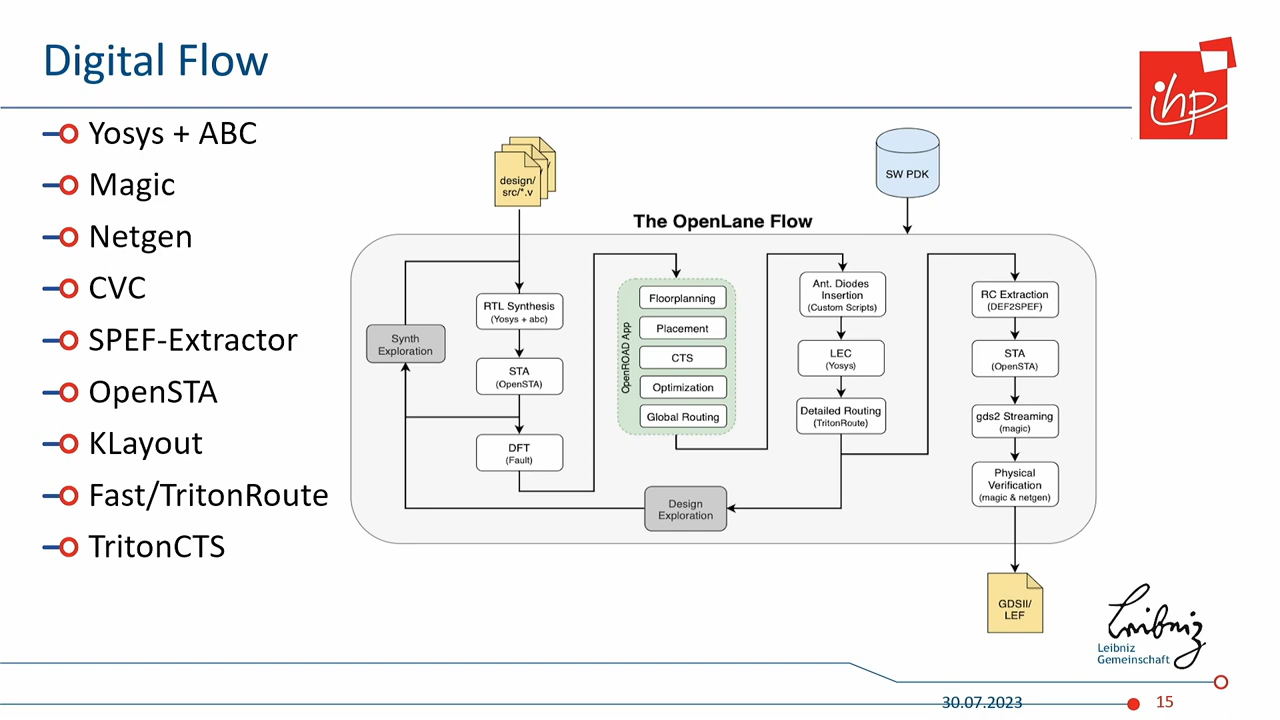 Digital Flow
ihp
Yosys + ABC
Magic
Netgen
CVC
SPEF-Extractor
OpenSTA
KLayout
Fast/TritonRoute
TritonCTS
design/
src/*.v
SW PDK
The OpenLane Flow
Synth
Exploration
RTL Synthesis
(Yosys + abc)
STA
(OpenSTA)
DFT
(Fault)
OpenROAD App
Floorplanning
Placement
CTS
Optimization
Global Routing
Design
Exploration
Ant. Diodes
Insertion
(Custom Scripts)
LEC
(Yosys)
Detailed Routing
(TritonRoute)
RC Extraction
(DEF2SPEF)
STA
(OpenSTA)
gds2 Streaming
(magic)
Physical
Verification
(magic & netgen)
GDSII/
LEF
Leibniz
Leibniz
Gemeinschaft
30.07.2023
15